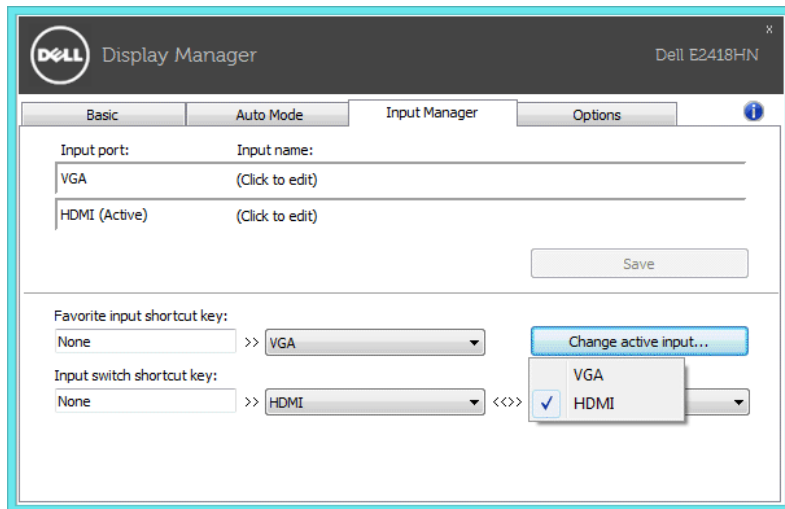 x
DELL Display Manager Dell E2418HN
Basic Auto Mode Input Manager Options i
Input port: Input name:
VGA (Click to edit)
HDMI (Active) (Click to edit)
Save
Favorite input shortcut key:
None >> VGA Change active input...
Input switch shortcut key:
VGA
None >> HDMI <<>> HDMI